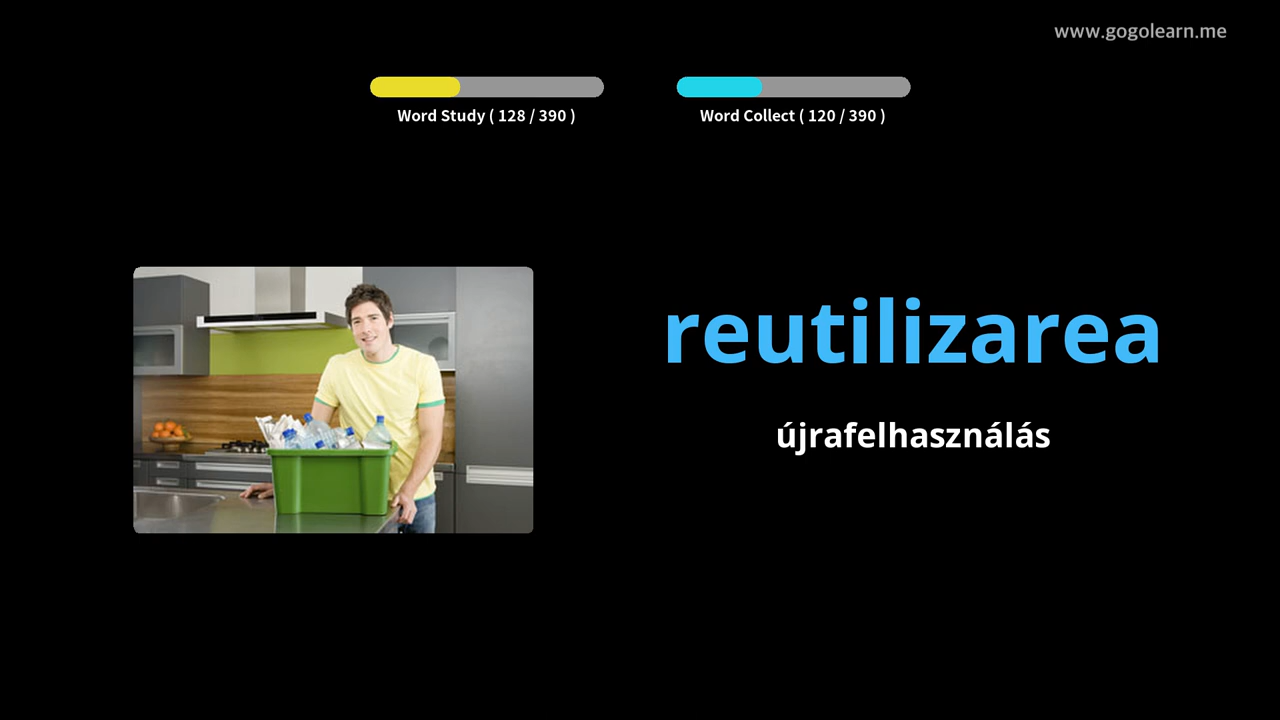 www.gogolearn.me
Word Study ( 128 / 390 )
Word Collect ( 120 / 390 )
reutilizarea
újrafelhasználás